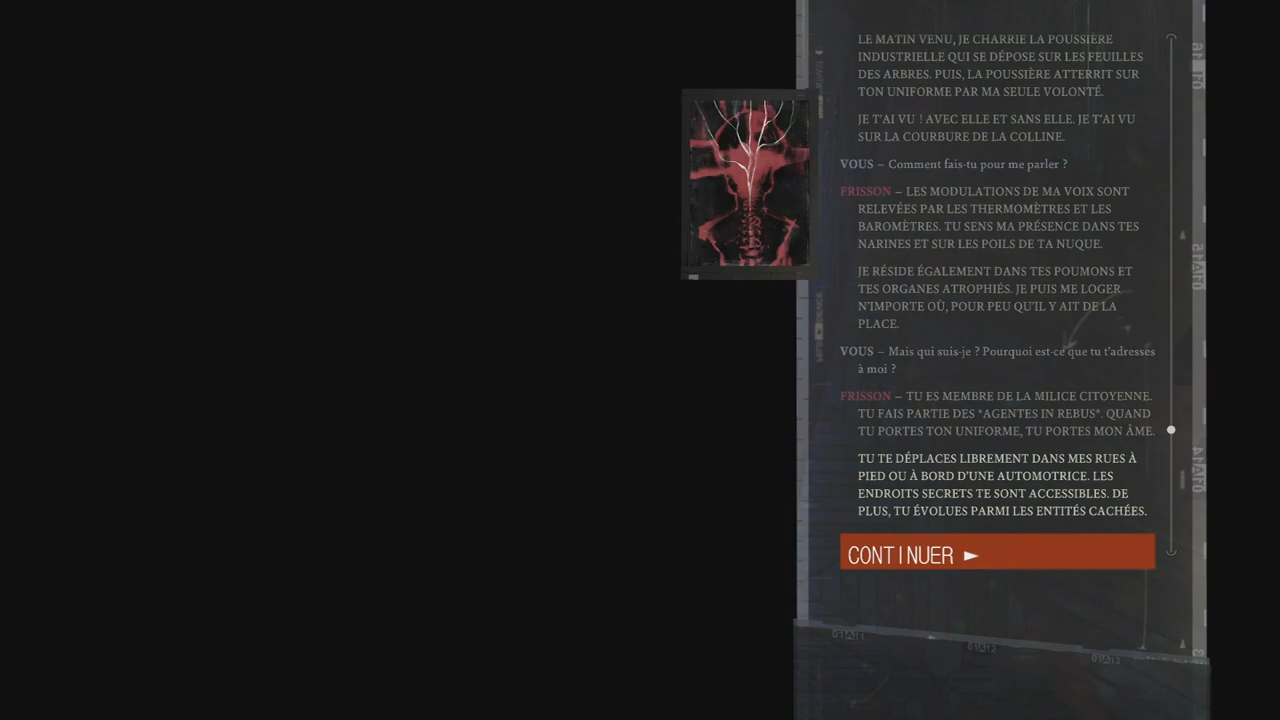 LE MATIN VENU, JE CHARRIE LA POUSSIÈRE
INDUSTRIELLE QUI SE DÉPOSE SUR LES FEUILLES
DES ARBRES. PUIS, LA POUSSIÈRE ATTERRIT SUR
TON UNIFORME PAR MA SEULE VOLONTÉ.
JE T'AI VU ! AVEC ELLE ET SANS ELLE. JE T'AI VU
SUR LA COURBURE DE LA COLLINE.
VOUS – Comment fais-tu pour me parler ?
FRISSON – LES MODULATIONS DE MA VOIX SONT
RELEVÉES PAR LES THERMOMÈTRES ET LES
BAROMÈTRES. TU SENS MA PRÉSENCE DANS TES
NARINES ET SUR LES POILS DE TA NUQUE.
JE RÉSIDE ÉGALEMENT DANS TES POUMONS ET
TES ORGANES ATROPHIÉS. JE PUIS ME LOGER
N'IMPORTE OÙ, POUR PEU QU'IL Y AIT DE LA
PLACE.
VOUS – Mais qui suis-je ? Pourquoi est-ce que tu t'adresses
à moi ?
FRISSON – TU ES MEMBRE DE LA MILICE CITOYENNE.
TU FAIS PARTIE DES *AGENTES IN REBUS*. QUAND
TU PORTES TON UNIFORME, TU PORTES MON ÂME.
TU TE DÉPLACES LIBREMENT DANS MES RUES À
PIED OU À BORD D'UNE AUTOMOTRICE. LES
ENDROITS SECRETS TE SONT ACCESSIBLES. DE
PLUS, TU ÉVOLUES PARMI LES ENTITÉS CACHÉES.
CONTINUER ►